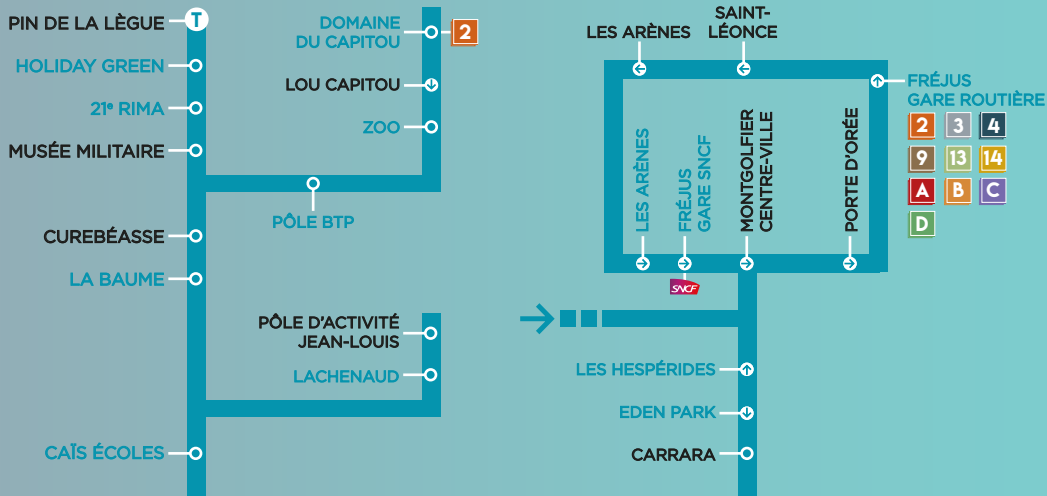 PIN DE LA LÈGUE
T
HOLIDAY GREEN
21e RIMA
MUSÉE MILITAIRE
CUREBÉASSE
LA BAUME
CAÏS ÉCOLES
DOMAINE
DU CAPITOU
2
LOU CAPITOU
ZOO
PÔLE BTP
PÔLE D'ACTIVITÉ
JEAN-LOUIS
LACHENAUD
LES ARÈNES
SAINT-
LÉONCE
FRÉJUS
GARE ROUTIÈRE
2 3 4
9 13 14
A B C
D
LES ARÈNES
FRÉJUS
GARE SNCF
MONTGOLFIER
CENTRE-VILLE
PORTE D'ORÉE
SNCF
LES HESPÉRIDES
EDEN PARK
CARRARA